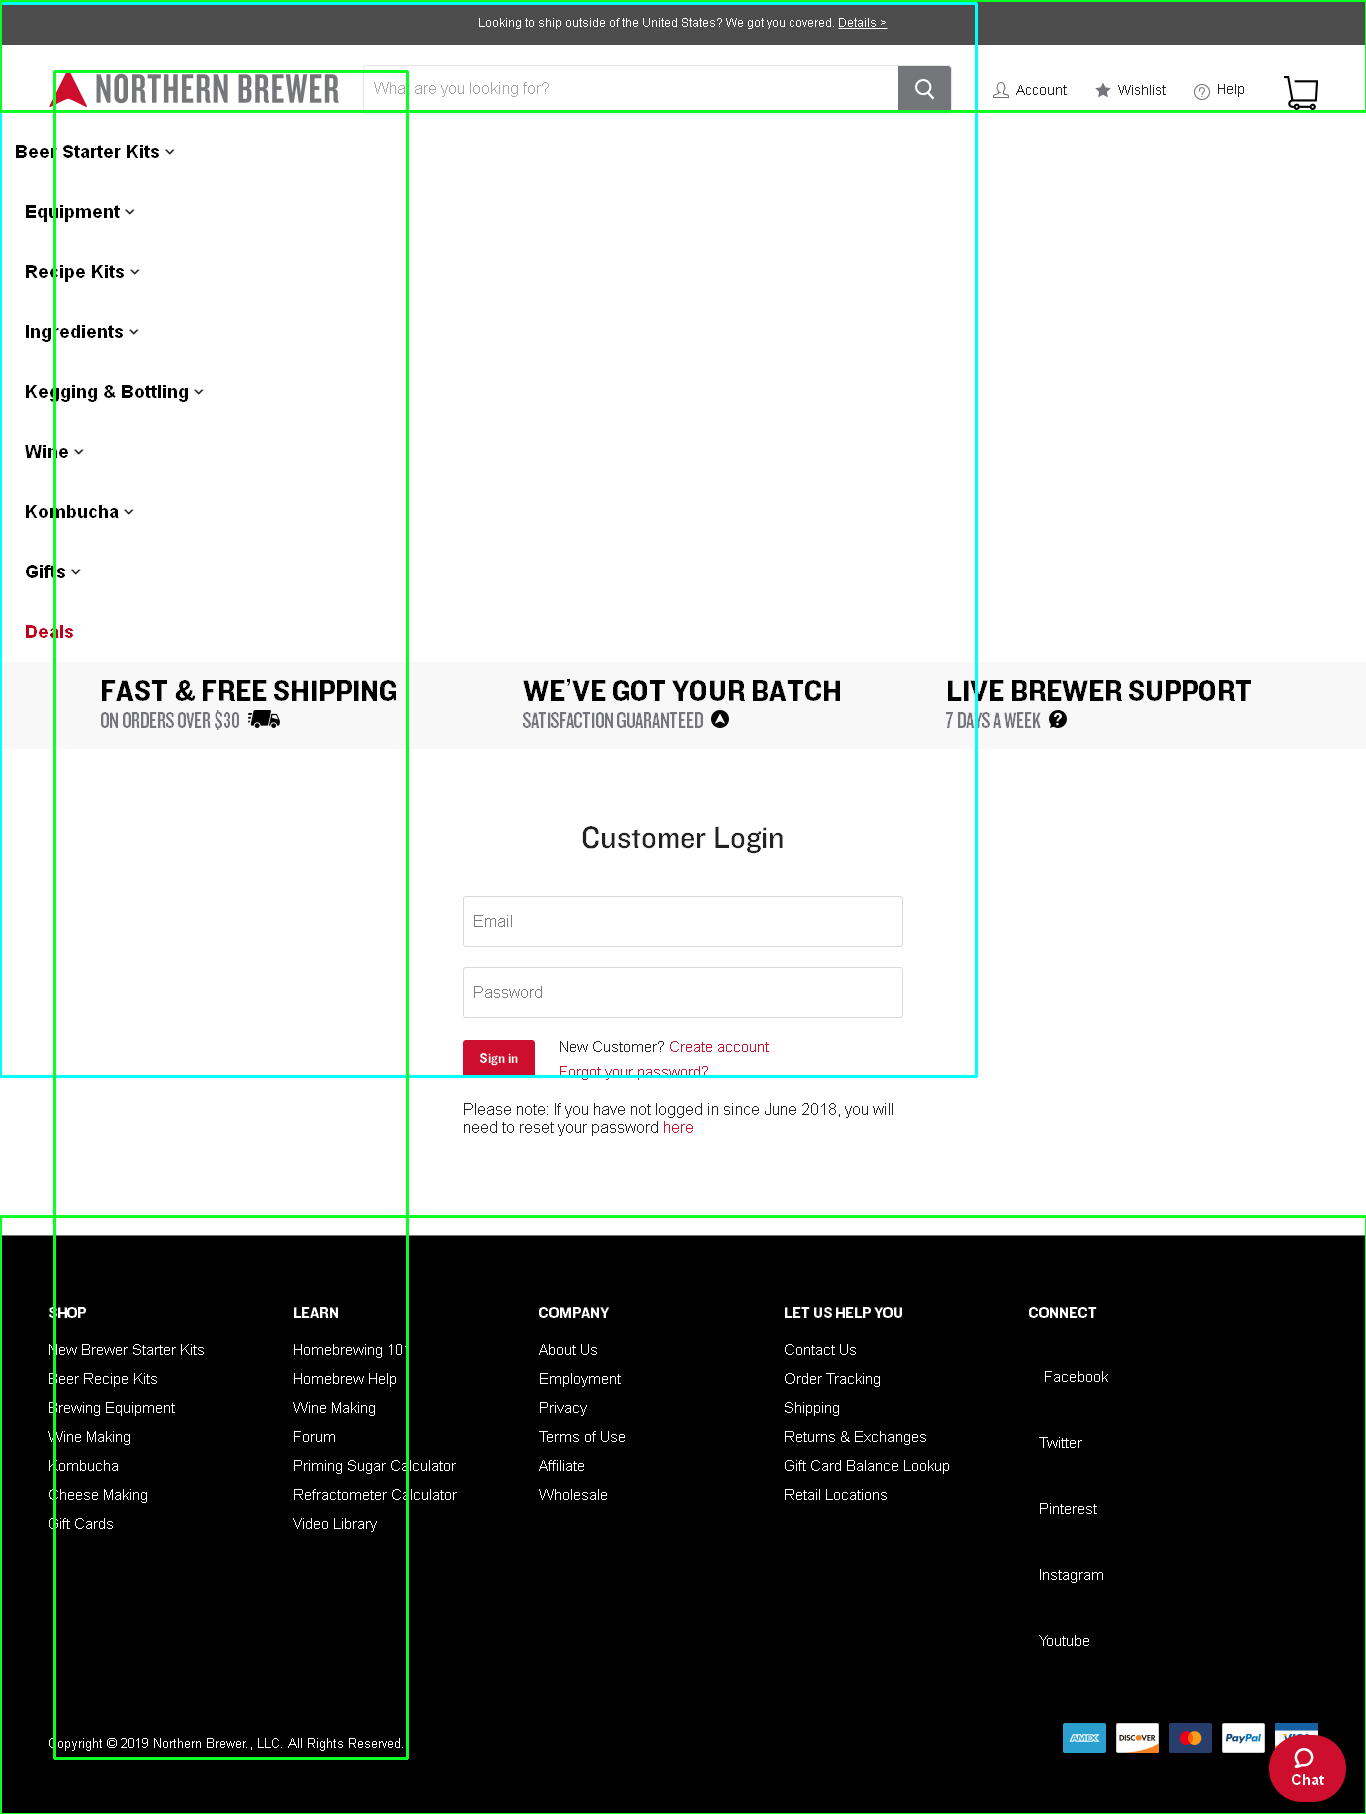 Looking to ship outside of the United States? We got you covered. Details >
NORTHERN BREWER
What are you looking for?
Account
Wishlist
Help
Beer Starter Kits
Equipment
Recipe Kits
Ingredients
Kegging & Bottling
Wine
Kombucha
Gifts
Deals
FAST & FREE SHIPPING
ON ORDERS OVER $30
WE'VE GOT YOUR BATCH
SATISFACTION GUARANTEED
LIVE BREWER SUPPORT
7 DAYS A WEEK
Customer Login
Email
Password
Sign in
New Customer? Create account
Forgot your password?
Please note: If you have not logged in since June 2018, you will
need to reset your password here
SHOP
New Brewer Starter Kits
Beer Recipe Kits
Brewing Equipment
Wine Making
Kombucha
Cheese Making
Gift Cards
LEARN
Homebrewing 101
Homebrew Help
Wine Making
Forum
Priming Sugar Calculator
Refractometer Calculator
Video Library
COMPANY
About Us
Employment
Privacy
Terms of Use
Affiliate
Wholesale
LET US HELP YOU
Contact Us
Order Tracking
Shipping
Returns & Exchanges
Gift Card Balance Lookup
Retail Locations
CONNECT
Facebook
Twitter
Pinterest
Instagram
Youtube
Copyright © 2019 Northern Brewer., LLC. All Rights Reserved.
AMEX
DISCOVER
PayPal
VISA
Chat